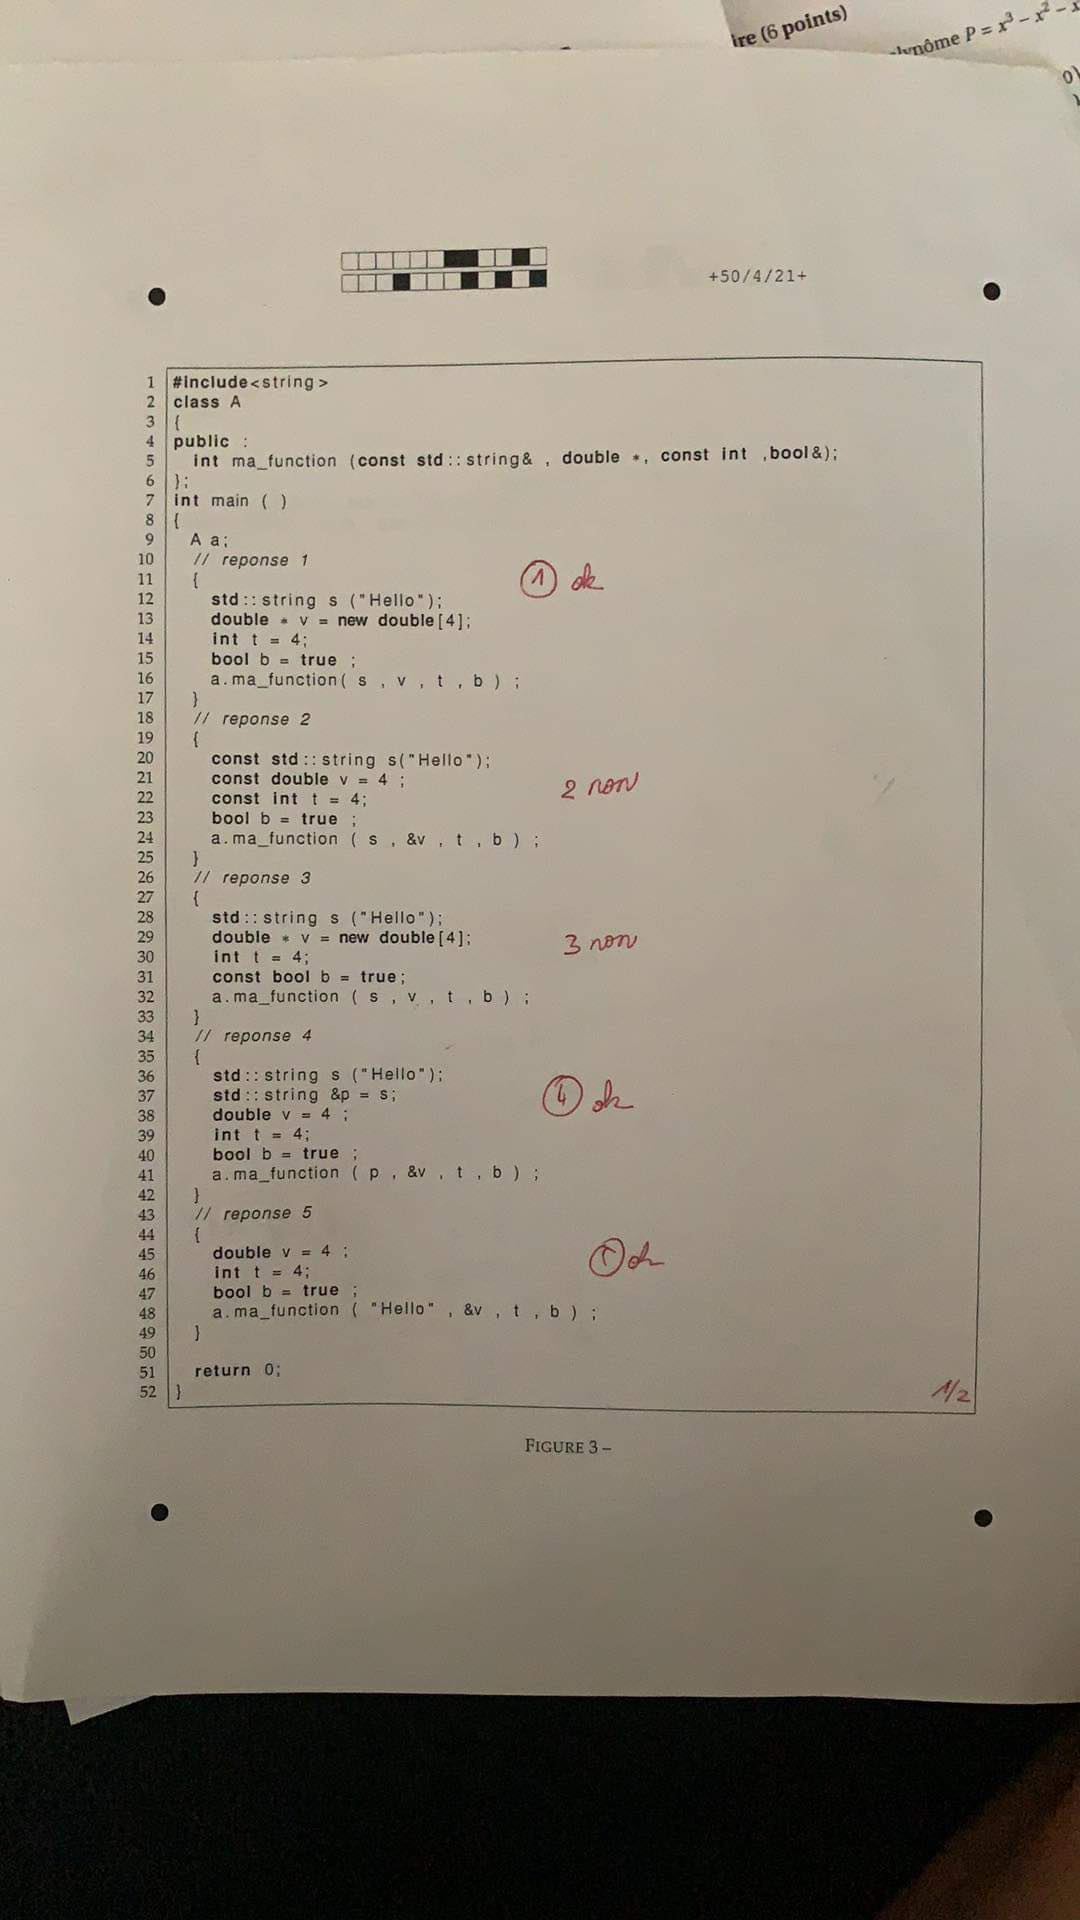 ire (6 points)
lynôme P = x³ – x² – x
+50/4/21+
1 #include<string>
2 class A
3 {
4 public :
5 int ma_function (const std::string& , double *, const int ,bool&);
6 };
7 int main ( )
8 {
9 A a;
10 // reponse 1
① ok
11 {
12 std::string s ("Hello");
13 double * v = new double[4];
14 int t = 4;
15 bool b = true ;
16 a.ma_function( s , v , t , b ) ;
17 }
18 // reponse 2
19 {
20 const std::string s("Hello");
21 const double v = 4 ;
2 non
22 const int t = 4;
23 bool b = true ;
24 a.ma_function ( s , &v , t , b ) ;
25 }
26 // reponse 3
27 {
28 std::string s ("Hello");
29 double * v = new double[4];
3 non
30 int t = 4;
31 const bool b = true;
32 a.ma_function ( s , v , t , b ) ;
33 }
34 // reponse 4
35 {
36 std::string s ("Hello");
37 std::string &p = s;
④ ok
38 double v = 4 ;
39 int t = 4;
40 bool b = true ;
41 a.ma_function ( p , &v , t , b ) ;
42 }
43 // reponse 5
44 {
45 double v = 4 ;
ok
46 int t = 4;
47 bool b = true ;
48 a.ma_function ( "Hello" , &v , t , b ) ;
49 }
50
51 return 0;
52 }
1/2
FIGURE 3 –